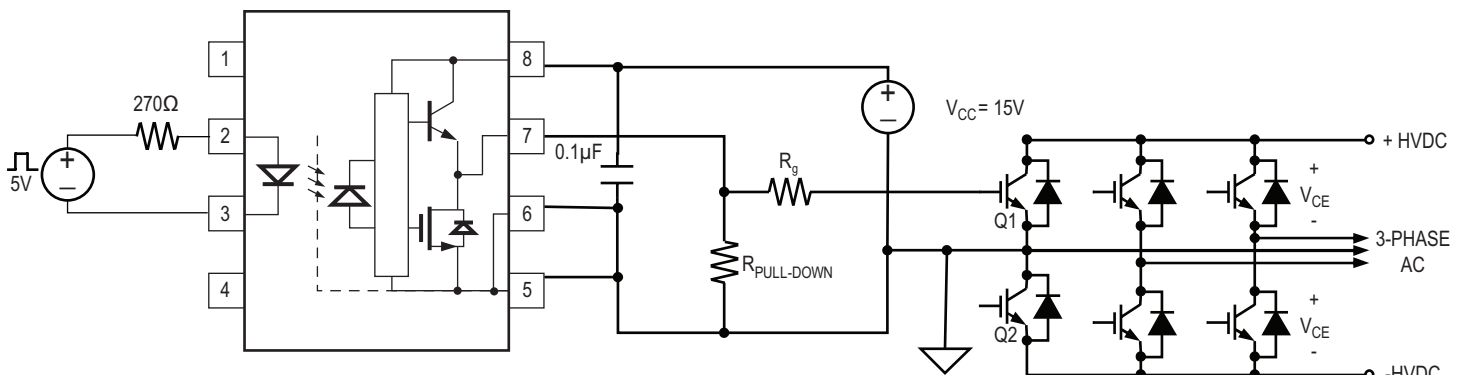 5V
270Ω
1
2
3
4
8
7
6
5
0.1µF
R_PULL-DOWN
R_g
V_CC = 15V
Q1
Q2
+ HVDC
+
V_CE
-
3-PHASE
AC
+
V_CE
-
-HVDC
+
–
+
–